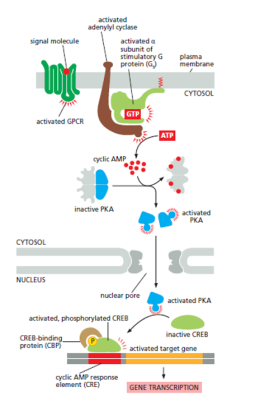 activated
adenylyl cyclase
signal molecule
activated α
subunit of
stimulatory G
protein (Gs)
plasma
membrane
CYTOSOL
GTP
activated GPCR
ATP
cyclic AMP
inactive PKA
activated
PKA
CYTOSOL
NUCLEUS
nuclear pore
activated PKA
activated, phosphorylated CREB
inactive CREB
CREB-binding
protein (CBP)
P
activated target gene
cyclic AMP response
element (CRE)
GENE TRANSCRIPTION